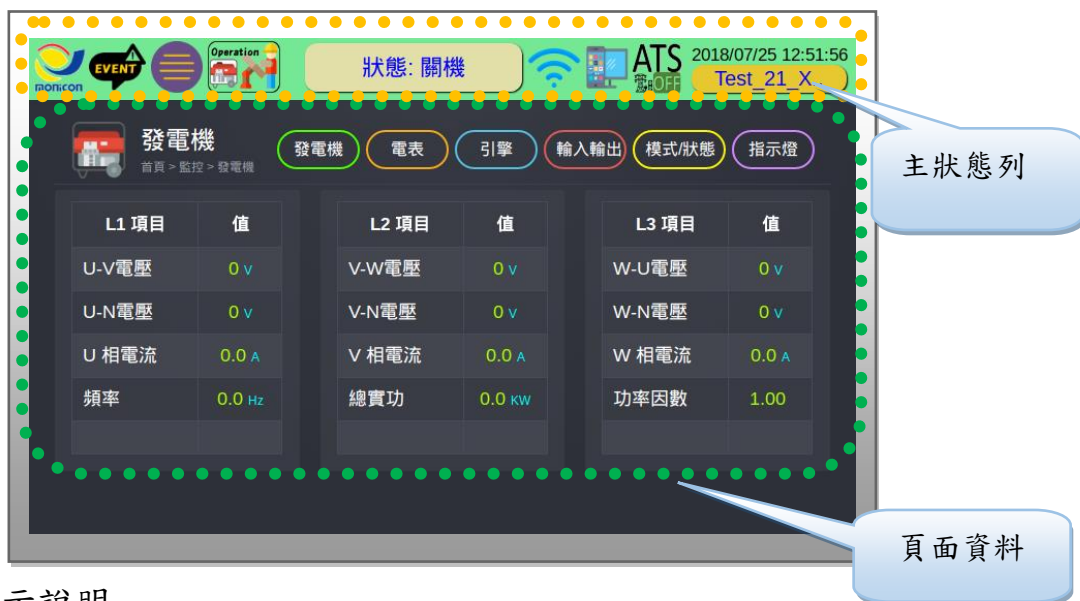 monicon
EVENT
Operation
狀態: 關機
ATS
OFF
2018/07/25 12:51:56
Test_21_X
發電機
首頁 > 監控 > 發電機
發電機
電表
引擎
輸入輸出
模式/狀態
指示燈
主狀態列
L1 項目 值
U-V電壓 0 V
U-N電壓 0 V
U 相電流 0.0 A
頻率 0.0 Hz
L2 項目 值
V-W電壓 0 V
V-N電壓 0 V
V 相電流 0.0 A
總實功 0.0 KW
L3 項目 值
W-U電壓 0 V
W-N電壓 0 V
W 相電流 0.0 A
功率因數 1.00
頁面資料
示說明